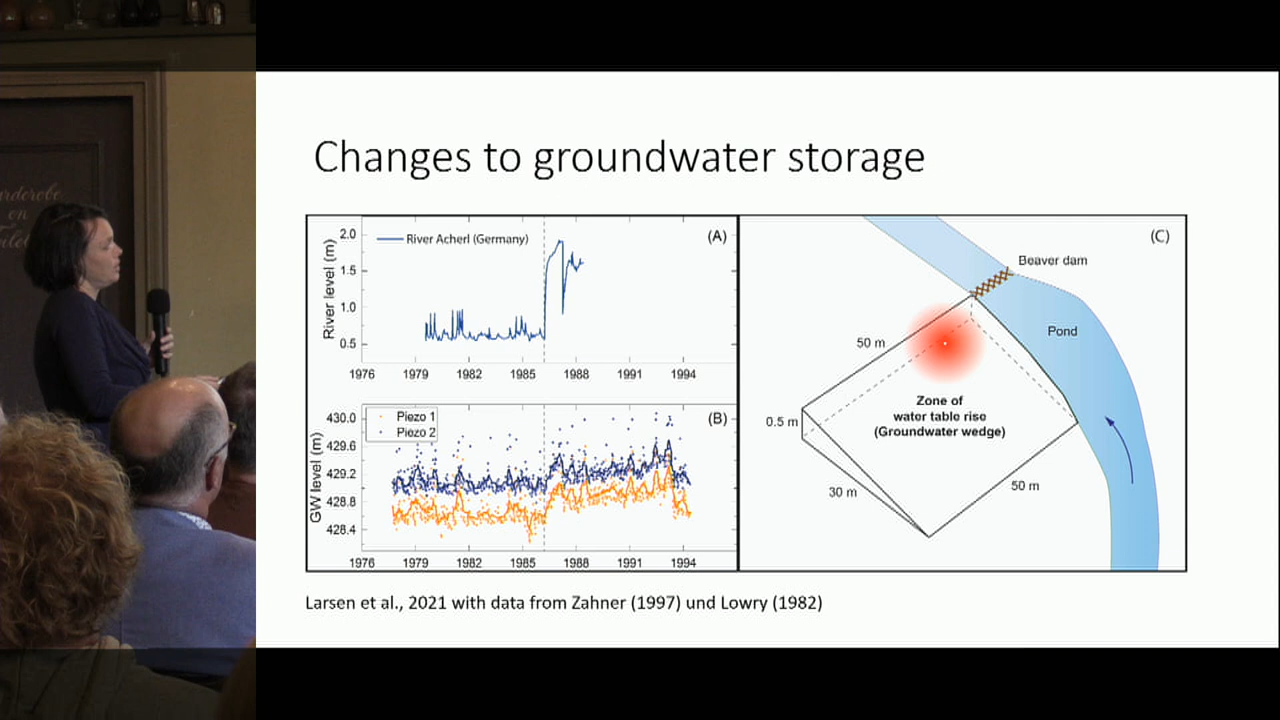 en
Changes to groundwater storage
2.0
1.5
1.0
0.5
River level (m)
River Acherl (Germany)
(A)
1976 1979 1982 1985 1988 1991 1994
430.0
429.6
429.2
428.8
428.4
GW level (m)
Piezo 1
Piezo 2
(B)
1976 1979 1982 1985 1988 1991 1994
(C)
Beaver dam
Pond
50 m
0.5 m
Zone of
water table rise
(Groundwater wedge)
30 m
50 m
Larsen et al., 2021 with data from Zahner (1997) und Lowry (1982)